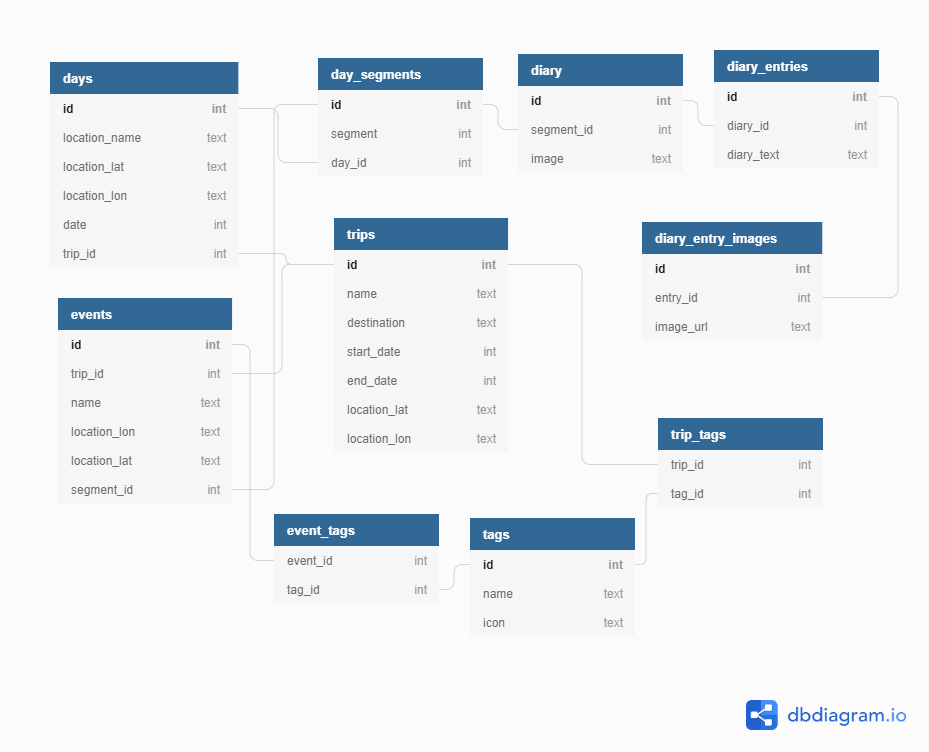 days
id int
location_name text
location_lat text
location_lon text
date int
trip_id int
day_segments
id int
segment int
day_id int
diary
id int
segment_id int
image text
diary_entries
id int
diary_id int
diary_text text
trips
id int
name text
destination text
start_date int
end_date int
location_lat text
location_lon text
diary_entry_images
id int
entry_id int
image_url text
events
id int
trip_id int
name text
location_lon text
location_lat text
segment_id int
trip_tags
trip_id int
tag_id int
event_tags
event_id int
tag_id int
tags
id int
name text
icon text
dbdiagram.io